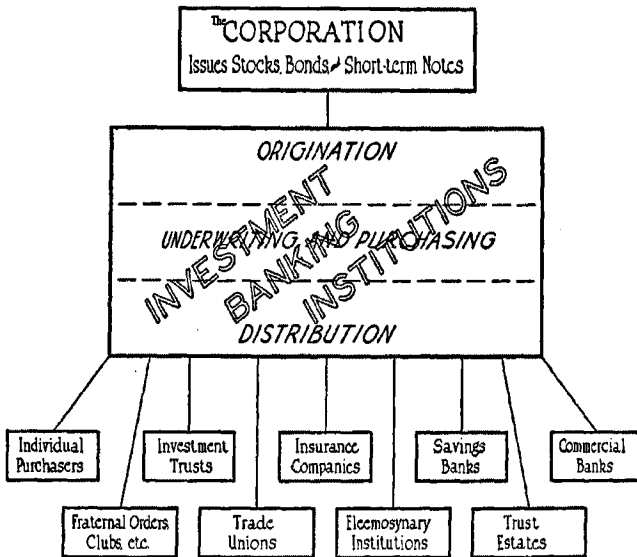 The CORPORATION
Issues Stocks, Bonds, and Short-term Notes
ORIGINATION
UNDERWRITING AND PURCHASING
DISTRIBUTION
INVESTMENT
BANKING
INSTITUTIONS
Individual
Purchasers
Investment
Trusts
Insurance
Companies
Savings
Banks
Commercial
Banks
Fraternal Orders
Clubs, etc.
Trade
Unions
Eleemosynary
Institutions
Trust
Estates